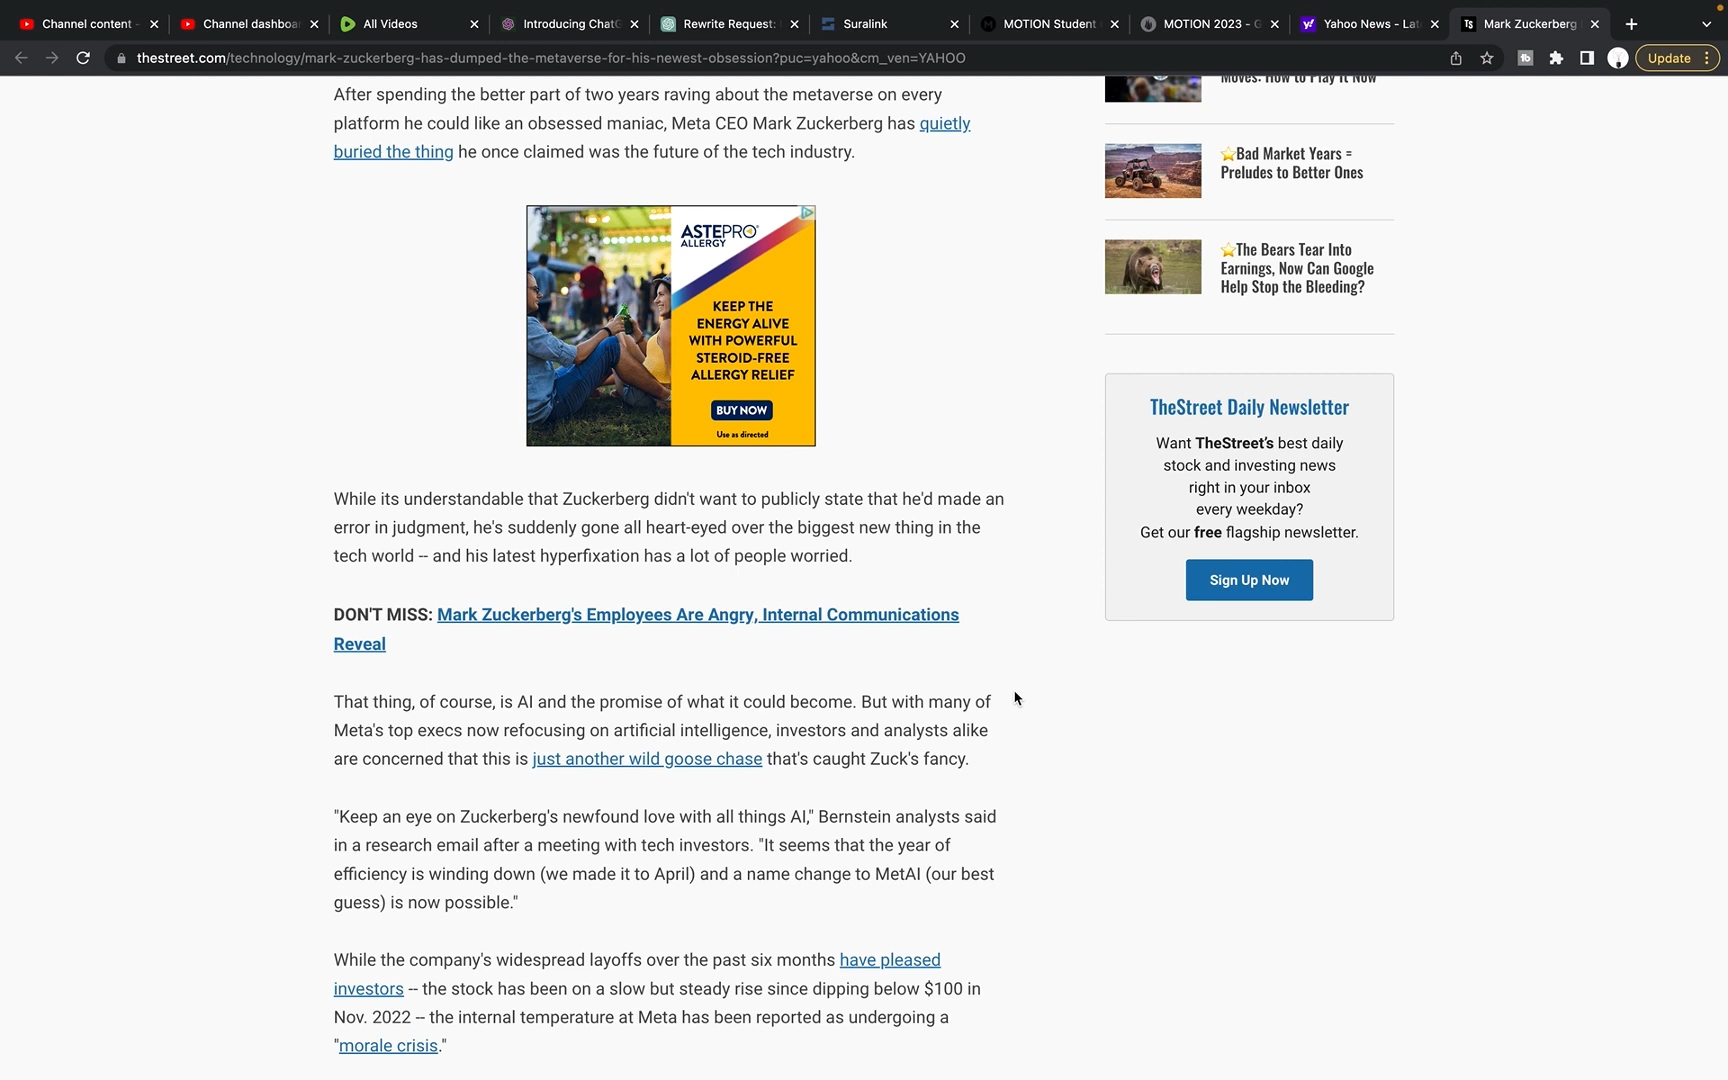 Channel content -
Channel dashboa
All Videos
Introducing ChatG
Rewrite Request:
Suralink
MOTION Student
MOTION 2023 - G
Yahoo News - Lat
Mark Zuckerberg
thestreet.com/technology/mark-zuckerberg-has-dumped-the-metaverse-for-his-newest-obsession?puc=yahoo&cm_ven=YAHOO
Update
After spending the better part of two years raving about the metaverse on every
platform he could like an obsessed maniac, Meta CEO Mark Zuckerberg has quietly
buried the thing he once claimed was the future of the tech industry.
ASTEPRO
ALLERGY
KEEP THE
ENERGY ALIVE
WITH POWERFUL
STEROID-FREE
ALLERGY RELIEF
BUY NOW
Use as directed
While its understandable that Zuckerberg didn't want to publicly state that he'd made an
error in judgment, he's suddenly gone all heart-eyed over the biggest new thing in the
tech world -- and his latest hyperfixation has a lot of people worried.
DON'T MISS: Mark Zuckerberg's Employees Are Angry, Internal Communications
Reveal
That thing, of course, is AI and the promise of what it could become. But with many of
Meta's top execs now refocusing on artificial intelligence, investors and analysts alike
are concerned that this is just another wild goose chase that's caught Zuck's fancy.
"Keep an eye on Zuckerberg's newfound love with all things AI," Bernstein analysts said
in a research email after a meeting with tech investors. "It seems that the year of
efficiency is winding down (we made it to April) and a name change to MetAI (our best
guess) is now possible."
While the company's widespread layoffs over the past six months have pleased
investors -- the stock has been on a slow but steady rise since dipping below $100 in
Nov. 2022 -- the internal temperature at Meta has been reported as undergoing a
"morale crisis."
Moves: How to Play It Now
⭐Bad Market Years =
Preludes to Better Ones
⭐The Bears Tear Into
Earnings, Now Can Google
Help Stop the Bleeding?
TheStreet Daily Newsletter
Want TheStreet's best daily
stock and investing news
right in your inbox
every weekday?
Get our free flagship newsletter.
Sign Up Now